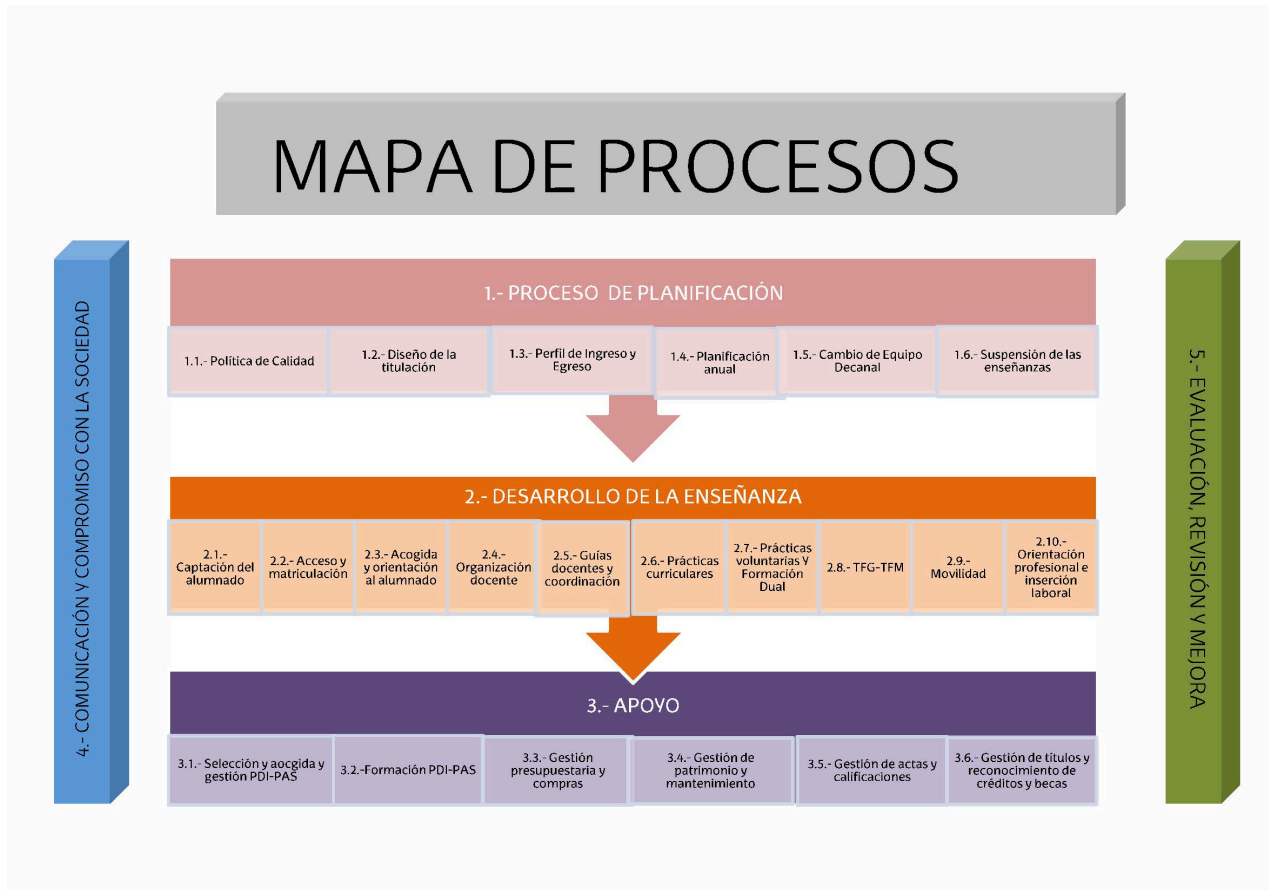 MAPA DE PROCESOS
4.- COMUNICACIÓN Y COMPROMISO CON LA SOCIEDAD
1.- PROCESO DE PLANIFICACIÓN
1.1.- Política de Calidad
1.2.- Diseño de la
titulación
1.3.- Perfil de Ingreso y
Egreso
1.4.- Planificación
anual
1.5.- Cambio de Equipo
Decanal
1.6.- Suspensión de las
enseñanzas
2.- DESARROLLO DE LA ENSEÑANZA
2.1.-
Captación del
alumnado
2.2.- Acceso y
matriculación
2.3.- Acogida
y orientación
al alumnado
2.4.-
Organización
docente
2.5.- Guías
docentes y
coordinación
2.6.- Prácticas
curriculares
2.7.- Prácticas
voluntarias Y
Formación
Dual
2.8.- TFG-TFM
2.9.-
Movilidad
2.10.-
Orientación
profesional e
inserción
laboral
3.- APOYO
3.1.- Selección y aocgida y
gestión PDI-PAS
3.2.-Formación PDI-PAS
3.3.- Gestión
presupuestaria y
compras
3.4.- Gestión de
patrimonio y
mantenimiento
3.5.- Gestión de actas y
calificaciones
3.6.- Gestión de títulos y
reconocimiento de
créditos y becas
5.- EVALUACIÓN, REVISIÓN Y MEJORA